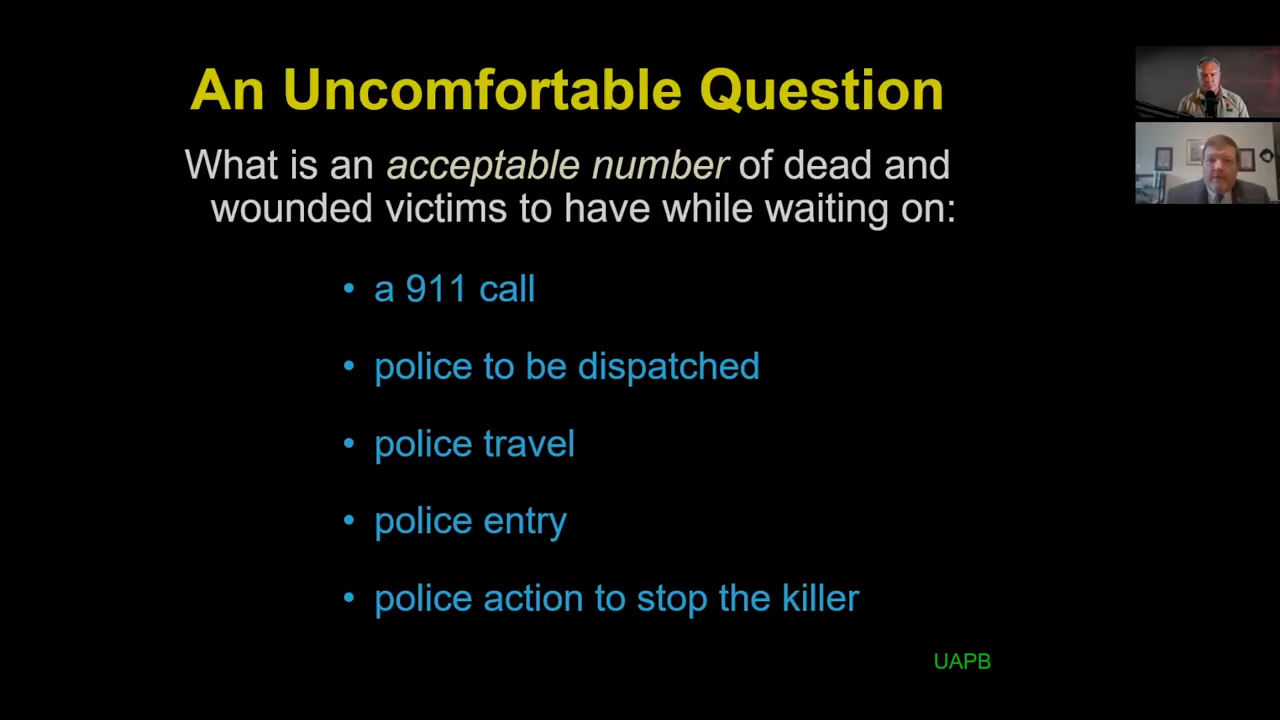 An Uncomfortable Question
What is an acceptable number of dead and
wounded victims to have while waiting on:
• a 911 call
• police to be dispatched
• police travel
• police entry
• police action to stop the killer
UAPB